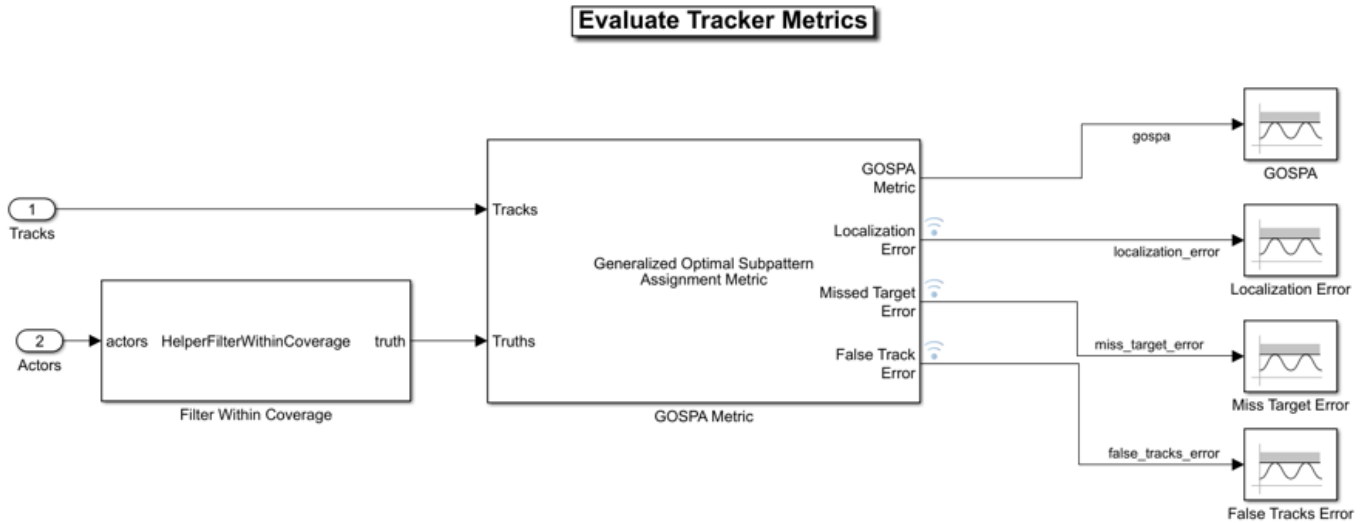 Evaluate Tracker Metrics
gospa
GOSPA
1
Tracks
Tracks
GOSPA
Metric
Localization
Error
localization_error
Localization Error
Generalized Optimal Subpattern
Assignment Metric
Missed Target
Error
miss_target_error
Miss Target Error
2
Actors
actors
HelperFilterWithinCoverage
truth
Filter Within Coverage
Truths
False Track
Error
GOSPA Metric
false_tracks_error
False Tracks Error